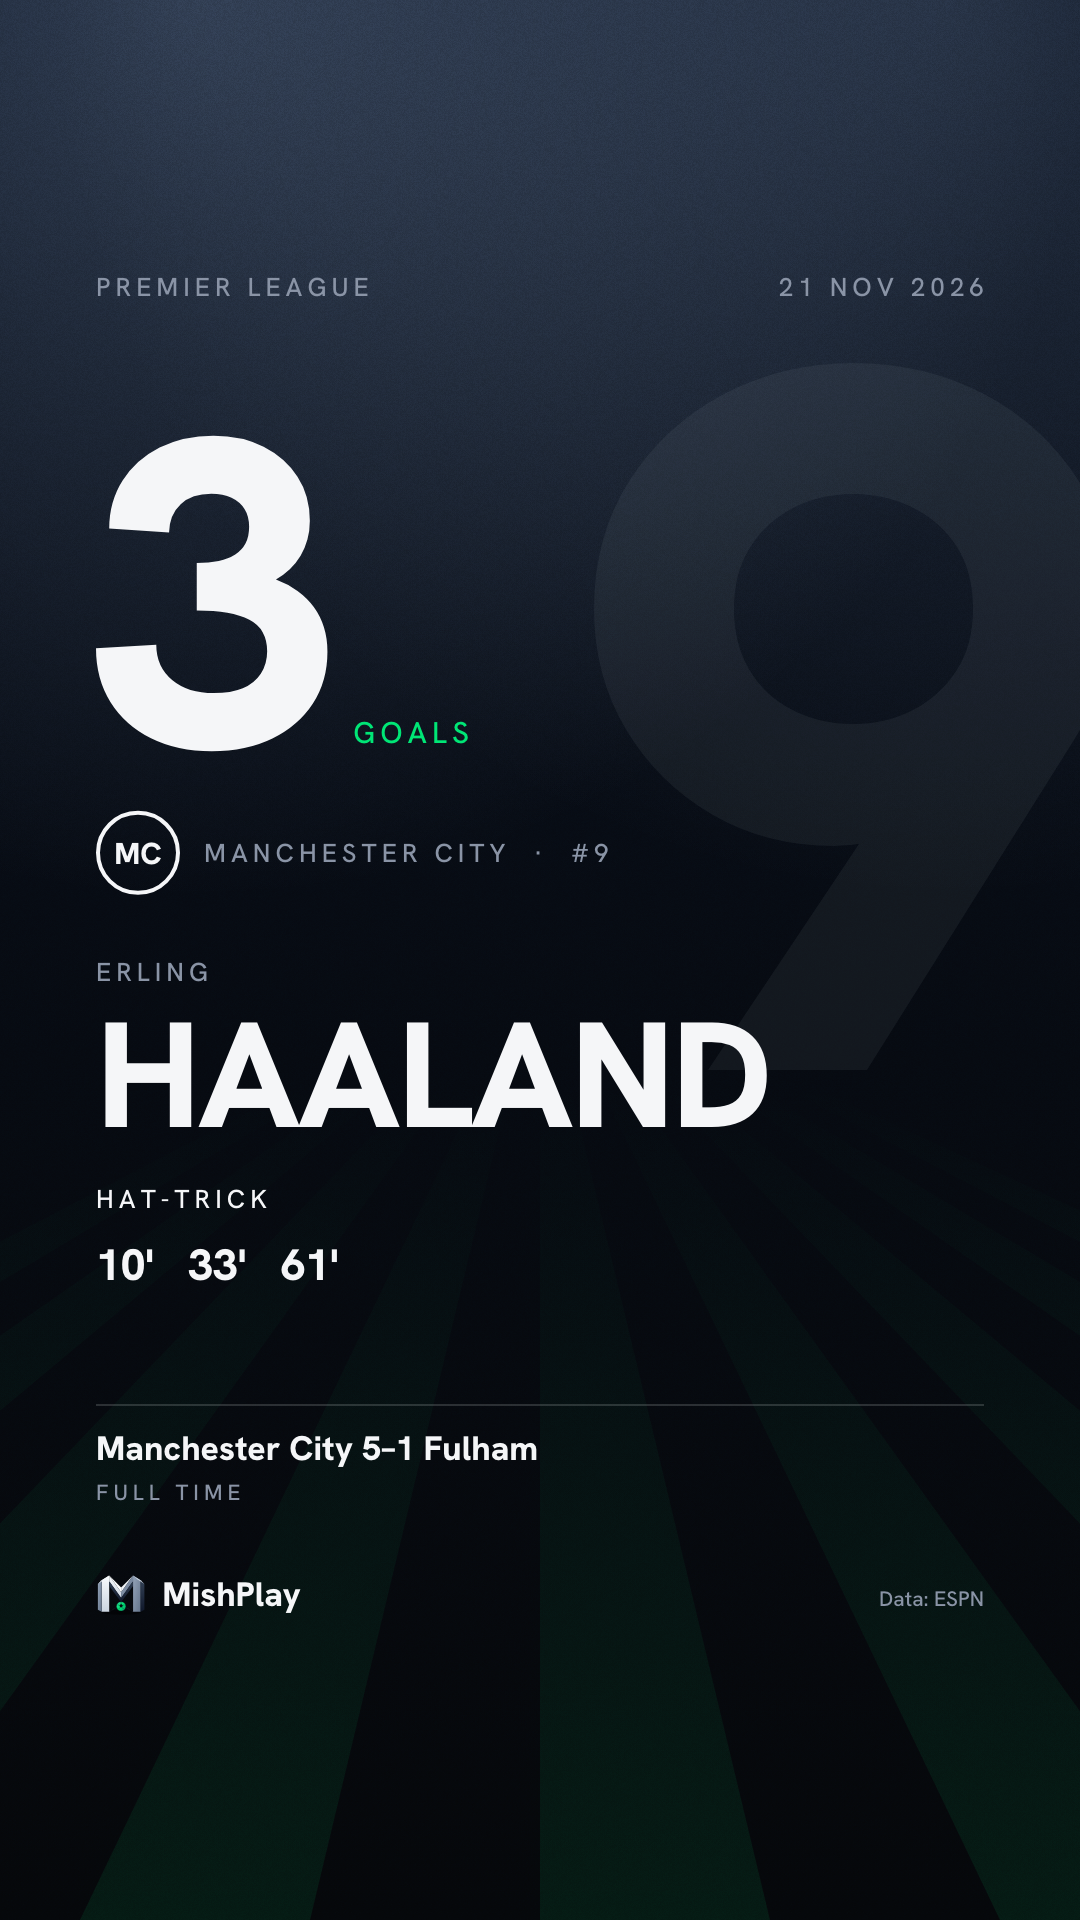 PREMIER LEAGUE
21 NOV 2026
9
3 GOALS
MC MANCHESTER CITY · #9
ERLING
HAALAND
HAT-TRICK
10' 33' 61'
Manchester City 5–1 Fulham
FULL TIME
MishPlay
Data: ESPN